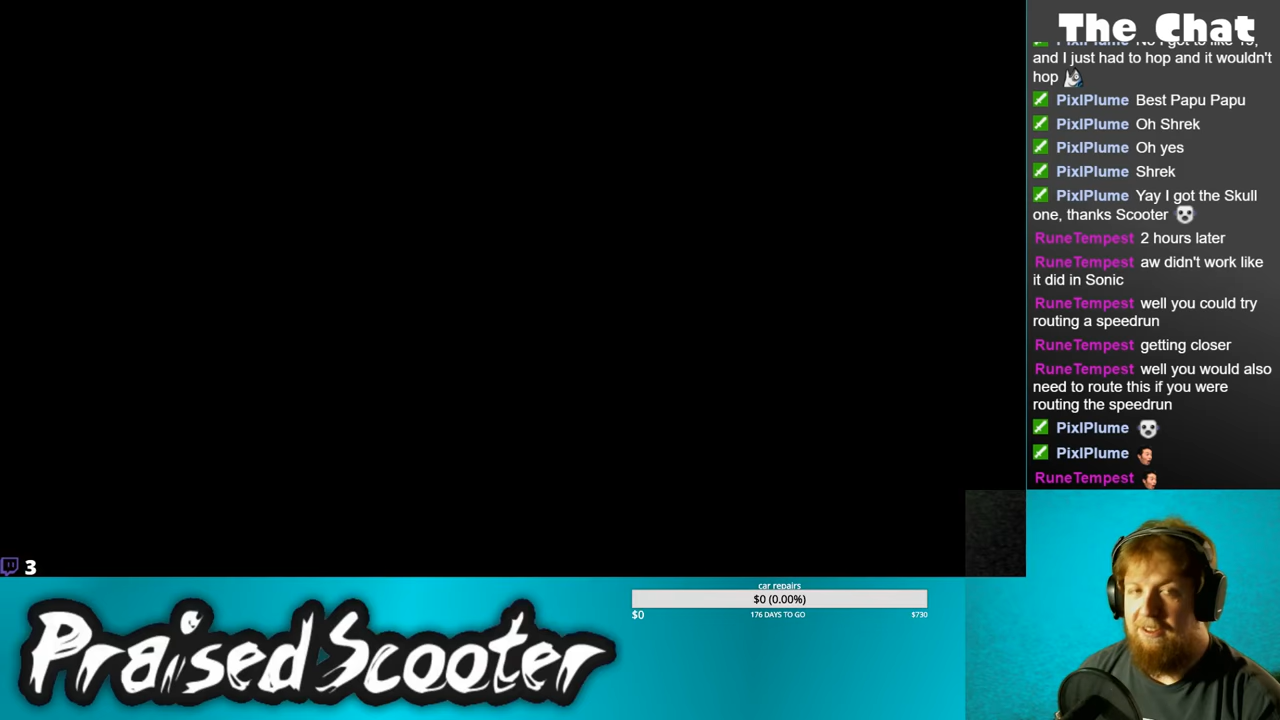 The Chat
and I just had to hop and it wouldn't
hop
PixlPlume Best Papu Papu
PixlPlume Oh Shrek
PixlPlume Oh yes
PixlPlume Shrek
PixlPlume Yay I got the Skull
one, thanks Scooter
RuneTempest 2 hours later
RuneTempest aw didn't work like
it did in Sonic
RuneTempest well you could try
routing a speedrun
RuneTempest getting closer
RuneTempest well you would also
need to route this if you were
routing the speedrun
PixlPlume
PixlPlume
RuneTempest
3
PraisedScooter
car repairs
$0 (0.00%)
$0 176 DAYS TO GO $730